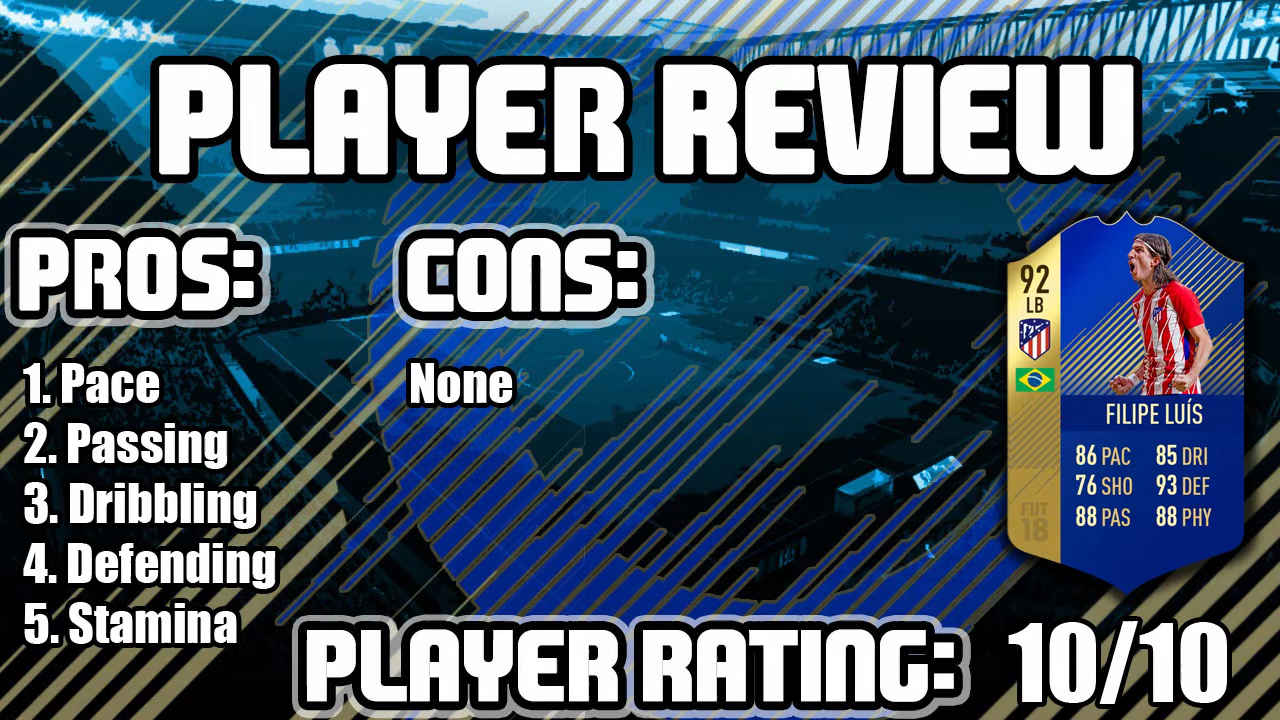 PLAYER REVIEW
PROS:
CONS:
1. Pace
2. Passing
3. Dribbling
4. Defending
5. Stamina
None
92
LB
FILIPE LUÍS
86 PAC 85 DRI
76 SHO 93 DEF
88 PAS 88 PHY
FUT
18
PLAYER RATING: 10/10